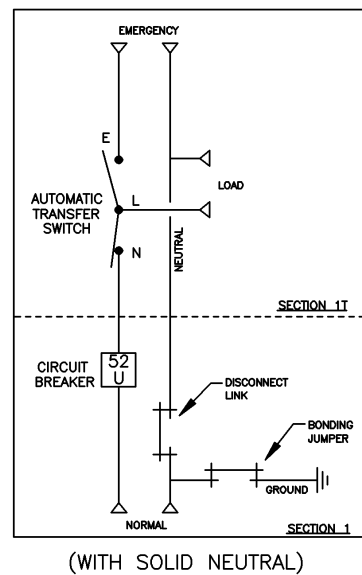 EMERGENCY
E
LOAD
L
AUTOMATIC
TRANSFER
SWITCH
N
NEUTRAL
SECTION 1T
CIRCUIT
BREAKER
52
U
DISCONNECT
LINK
BONDING
JUMPER
GROUND
NORMAL
SECTION 1
(WITH SOLID NEUTRAL)